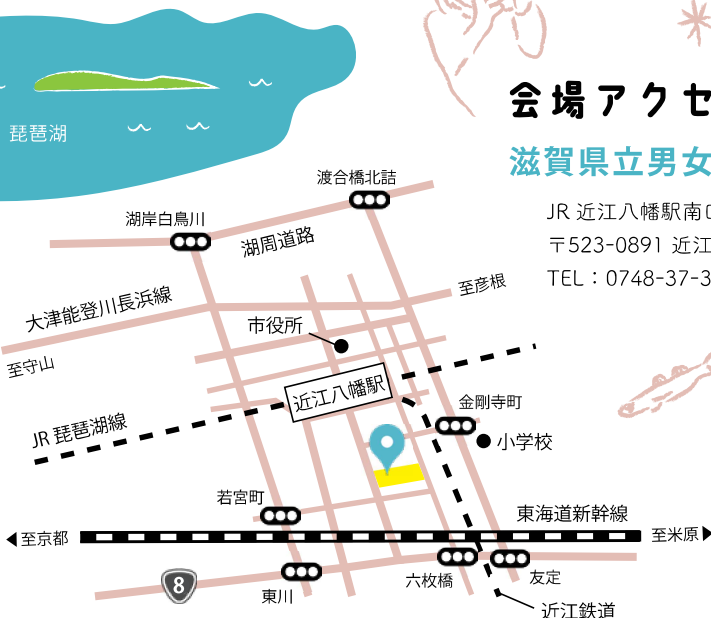 会場アクセ
滋賀県立男女
JR 近江八幡駅南
〒523-0891 近江
TEL：0748-37-3
琵琶湖
渡合橋北詰
湖岸白鳥川
湖周道路
大津能登川長浜線
至彦根
至守山
市役所
近江八幡駅
JR 琵琶湖線
金剛寺町
小学校
若宮町
東海道新幹線
至京都
至米原
8
東川
六枚橋
友定
近江鉄道